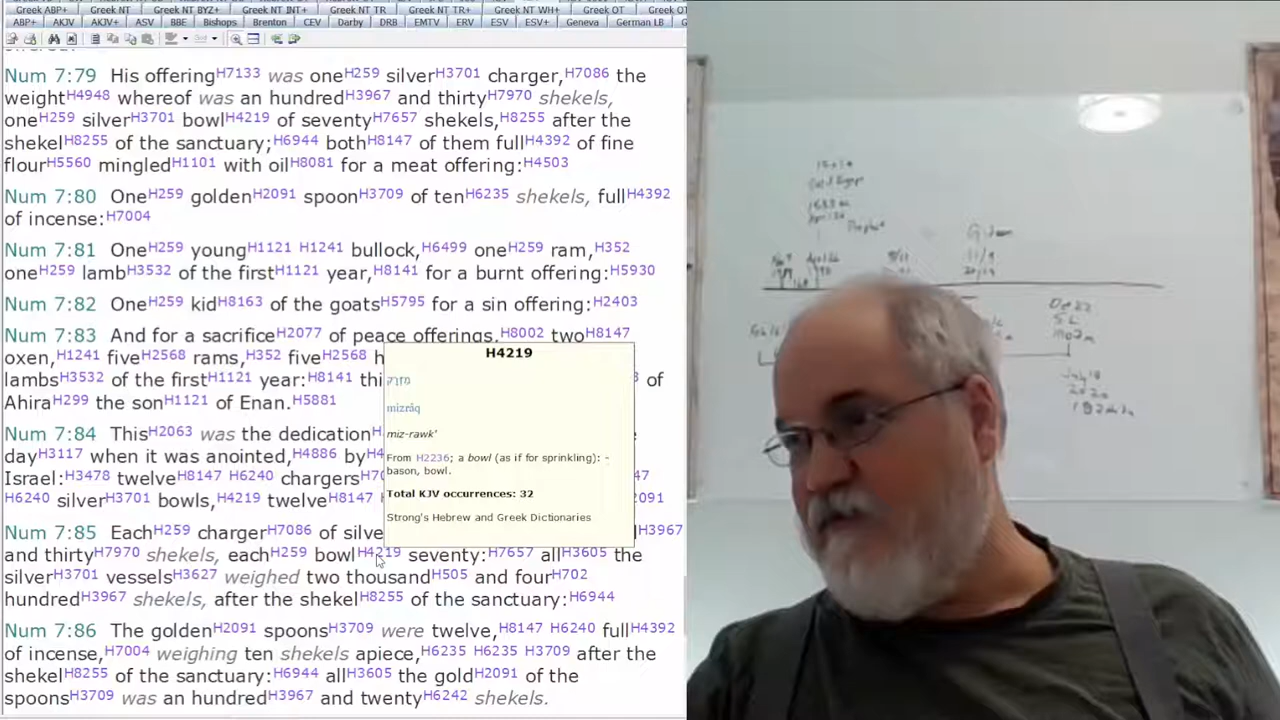 Greek ABP+ Greek NT Greek NT BYZ+ Greek NT INT+ Greek NT TR Greek NT TR+ Greek NT WH+ Greek OT Greek OT
ABP+ AKJV AKJV+ ASV BBE Bishops Brenton CEV Darby DRB EMTV ERV ESV ESV+ Geneva German LB
Num 7:79 His offeringH7133 was oneH259 silverH3701 charger,H7086 the
weightH4948 whereof was an hundredH3967 and thirtyH7970 shekels,
oneH259 silverH3701 bowlH4219 of seventyH7657 shekels,H8255 after the
shekelH8255 of the sanctuary;H6944 bothH8147 of them fullH4392 of fine
flourH5560 mingledH1101 with oilH8081 for a meat offering:H4503
Num 7:80 OneH259 goldenH2091 spoonH3709 of tenH6235 shekels, fullH4392
of incense:H7004
Num 7:81 OneH259 youngH1121 H1241 bullock,H6499 oneH259 ram,H352
oneH259 lambH3532 of the firstH1121 year,H8141 for a burnt offering:H5930
Num 7:82 OneH259 kidH8163 of the goatsH5795 for a sin offering:H2403
Num 7:83 And for a sacrificeH2077 of peace offerings,H8002 twoH8147
oxen,H1241 fiveH2568 rams,H352 fiveH2568 h
lambsH3532 of the firstH1121 year:H8141 thi of
AhiraH299 the sonH1121 of Enan.H5881
Num 7:84 ThisH2063 was the dedicationH
dayH3117 when it was anointed,H4886 byH4
Israel:H3478 twelveH8147 H6240 chargersH70
H6240 silverH3701 bowls,H4219 twelveH8147 H 2091
Num 7:85 EachH259 chargerH7086 of silve H3967
and thirtyH7970 shekels, eachH259 bowlH4219 seventy:H7657 allH3605 the
silverH3701 vesselsH3627 weighed two thousandH505 and fourH702
hundredH3967 shekels, after the shekelH8255 of the sanctuary:H6944
Num 7:86 The goldenH2091 spoonsH3709 were twelve,H8147 H6240 fullH4392
of incense,H7004 weighing ten shekels apiece,H6235 H6235 H3709 after the
shekelH8255 of the sanctuary:H6944 allH3605 the goldH2091 of the
spoonsH3709 was an hundredH3967 and twentyH6242 shekels.
H4219
מזרק
mizrâq
miz-rawk'
From H2236; a bowl (as if for sprinkling): -
bason, bowl.
Total KJV occurrences: 32
Strong's Hebrew and Greek Dictionaries